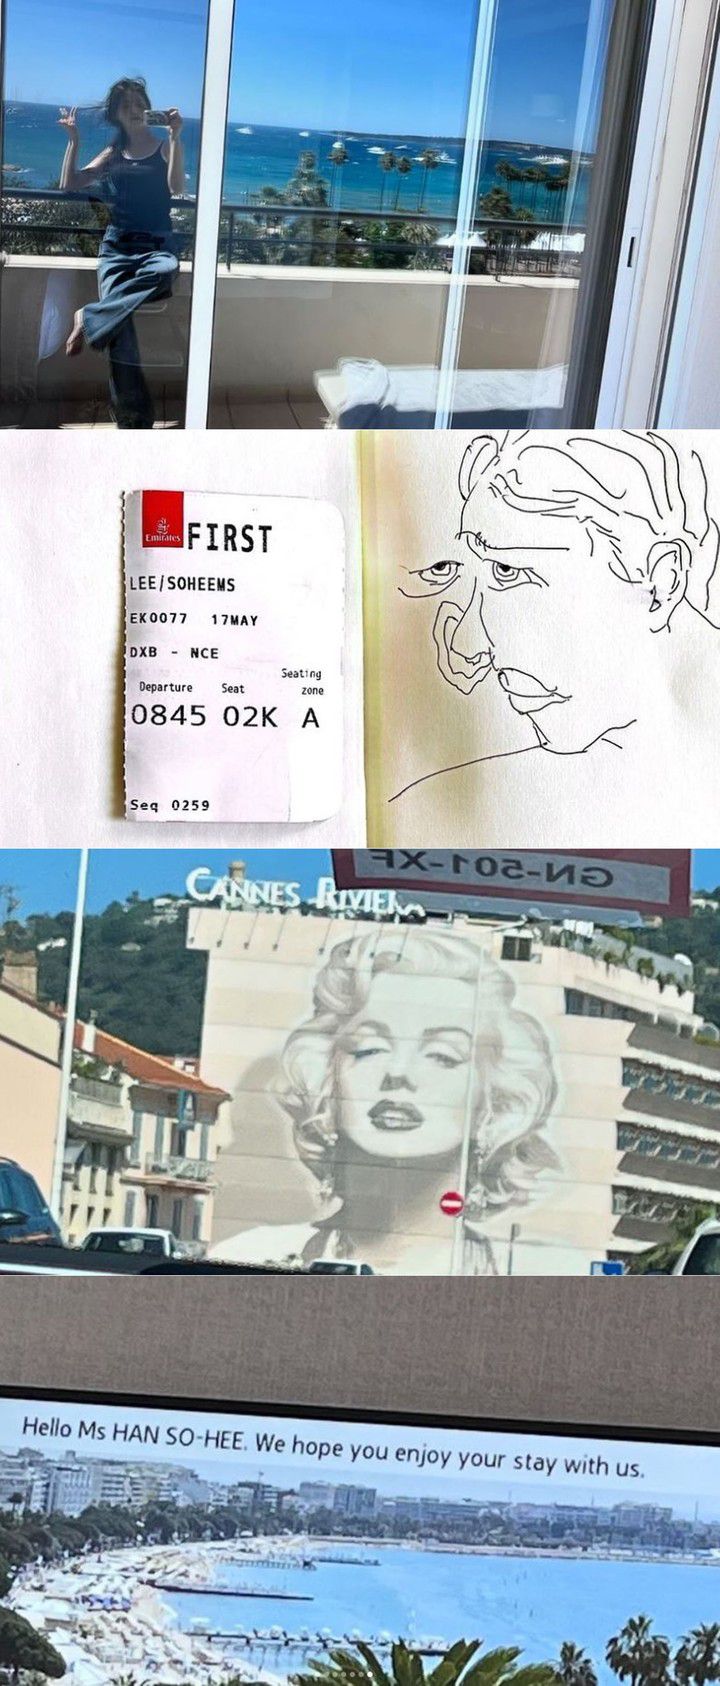 Emirates
FIRST
LEE/SOHEEMS
EK0077 17MAY
DXB - NCE
Seating
Departure Seat zone
0845 02K A
Seq 0259
GN-501-XF
CANNES RIVIERA
Hello Ms HAN SO-HEE. We hope you enjoy your stay with us.